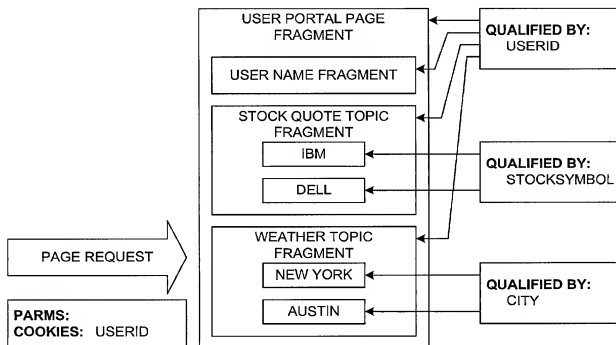 USER PORTAL PAGE
FRAGMENT
USER NAME FRAGMENT
STOCK QUOTE TOPIC
FRAGMENT
IBM
DELL
WEATHER TOPIC
FRAGMENT
NEW YORK
AUSTIN
QUALIFIED BY:
USERID
QUALIFIED BY:
STOCKSYMBOL
QUALIFIED BY:
CITY
PAGE REQUEST
PARMS:
COOKIES: USERID